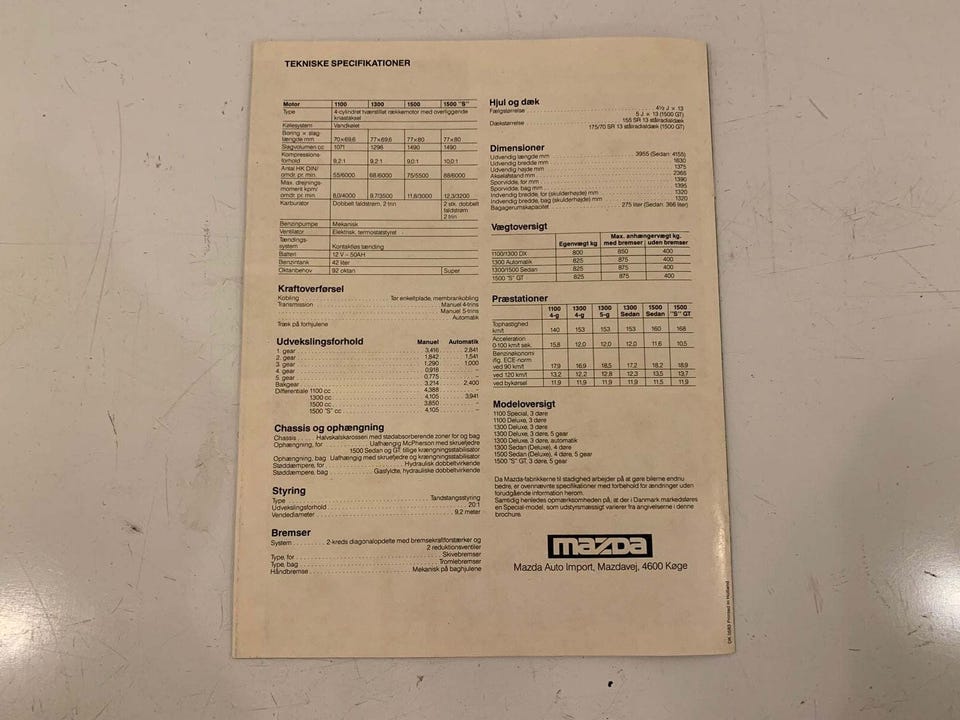 TEKNISKE SPECIFIKATIONER
Motor 1100 1300 1500 1500 "S"
Type 4-cylindret tværstillet rækkemotor med overliggende
knastaksel
Kølesystem Vandkølet
Boring × slag
længde mm 70×69,6 77×69,6 77×80 77×80
Slagvolumen cc 1071 1296 1490 1490
Kompressions-
forhold 9,2:1 9,2:1 9,0:1 10,0:1
Antal HK DIN/
omdr. pr. min. 55/6000 68/6000 75/5500 88/6000
Max. drejnings-
moment kpm/
omdr. pr. min. 8,0/4000 9,7/3500 11,8/3000 12,3/3200
Karburator Dobbelt faldstrøm, 2 trin 2 stk. dobbelt
faldstrøm
2 trin
Benzinpumpe Mekanisk
Ventilator Elektrisk, termostatstyret
Tændings-
system Kontaktløs tænding
Batteri 12 V – 50AH
Benzintank 42 liter
Oktanbehov 92 oktan Super
Kraftoverførsel
Kobling Tør enkeltplade, membrankobling
Transmission Manuel 4-trins
Manuel 5-trins
Automatik
Træk på forhjulene
Udvekslingsforhold Manuel Automatik
1. gear 3,416 2,841
2. gear 1,842 1,541
3. gear 1,290 1,000
4. gear 0,918 –
5. gear 0,775 –
Bakgear 3,214 2,400
Differentiale 1100 cc 4,388 –
1300 cc 4,105 3,941
1500 cc 3,850 –
1500 "S" cc 4,105 –
Chassis og ophængning
Chassis Halvskalskarosseri med stødabsorberende zoner for og bag
Ophængning, for Uafhængig McPherson med skruefjedre
1500 Sedan og GT, tillige krængningsstabilisator
Ophængning, bag Uafhængig med skruefjedre og krængningsstabilisator
Støddæmpere, for Hydraulisk dobbeltvirkende
Støddæmpere, bag Gasfyldte, hydrauliske dobbeltvirkende
Styring
Type Tandstangsstyring
Udvekslingsforhold 20:1
Vendediameter 9,2 meter
Bremser
System 2-kreds diagonalopdelte med bremsekraftforstærker og
2 reduktionsventiler
Type, for Skivebremser
Type, bag Tromlebremser
Håndbremse Mekanisk på baghjulene
Hjul og dæk
Fælgstørrelse 4½ J × 13
5 J × 13 (1500 GT)
Dækstørrelse 155 SR 13 stålradialdæk
175/70 SR 13 stålradialdæk (1500 GT)
Dimensioner
Udvendig længde mm 3955 (Sedan: 4155)
Udvendig bredde mm 1630
Udvendig højde mm 1375
Akselafstand mm 2365
Sporvidde, for mm 1390
Sporvidde, bag mm 1395
Indvendig bredde, for (skulderhøjde) mm 1320
Indvendig bredde, bag (skulderhøjde) mm 1320
Bagagerumskapacitet 275 liter (Sedan: 366 liter)
Vægtoversigt
Egenvægt kg Max. anhængervægt kg.
med bremser uden bremser
1100/1300 DX 800 850 400
1300 Automatik 825 875 400
1300/1500 Sedan 825 875 400
1500 "S" GT 825 875 400
Præstationer
1100 4-g 1300 4-g 1300 5-g 1300 Sedan 1500 Sedan 1500 "S" GT
Tophastighed
km/t 140 153 153 153 160 168
Acceleration
0-100 km/t sek. 15,8 12,0 12,0 12,0 11,6 10,5
Benzinøkonomi
iflg. ECE-norm
ved 90 km/t 17,9 16,9 18,5 17,2 18,2 18,9
ved 120 km/t 13,2 12,2 12,8 12,3 13,5 13,7
ved bykørsel 11,9 11,9 11,9 11,9 11,5 11,9
Modeloversigt
1100 Special, 3 døre
1100 Deluxe, 3 døre
1300 Deluxe, 3 døre
1300 Deluxe, 3 døre, 5 gear
1300 Deluxe, 3 døre, automatik
1300 Sedan (Deluxe), 4 døre
1500 Sedan (Deluxe), 4 døre, 5 gear
1500 "S" GT, 3 døre, 5 gear
Da Mazda-fabrikkerne til stadighed arbejder på at gøre bilerne endnu
bedre, er ovennævnte specifikationer med forbehold for ændringer uden
forudgående information herom.
Samtidig henledes opmærksomheden på, at der i Danmark markedsføres
en Special-model, som udstyrsmæssigt varierer fra angivelserne i denne
brochure.
mazda
Mazda Auto Import, Mazdavej, 4600 Køge
Printed in Holland